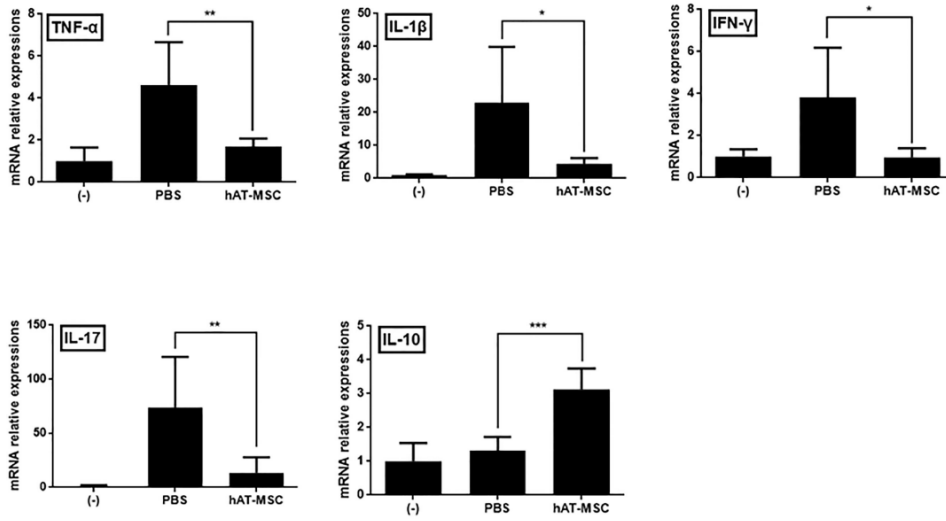 TNF-α
**
mRNA relative expressions
8
6
4
2
0
(-)
PBS
hAT-MSC
IL-1β
*
mRNA relative expressions
50
40
30
20
10
0
(-)
PBS
hAT-MSC
IFN-γ
*
mRNA relative expressions
8
6
4
2
0
(-)
PBS
hAT-MSC
IL-17
**
mRNA relative expressions
150
100
50
0
(-)
PBS
hAT-MSC
IL-10
***
mRNA relative expressions
5
4
3
2
1
0
(-)
PBS
hAT-MSC